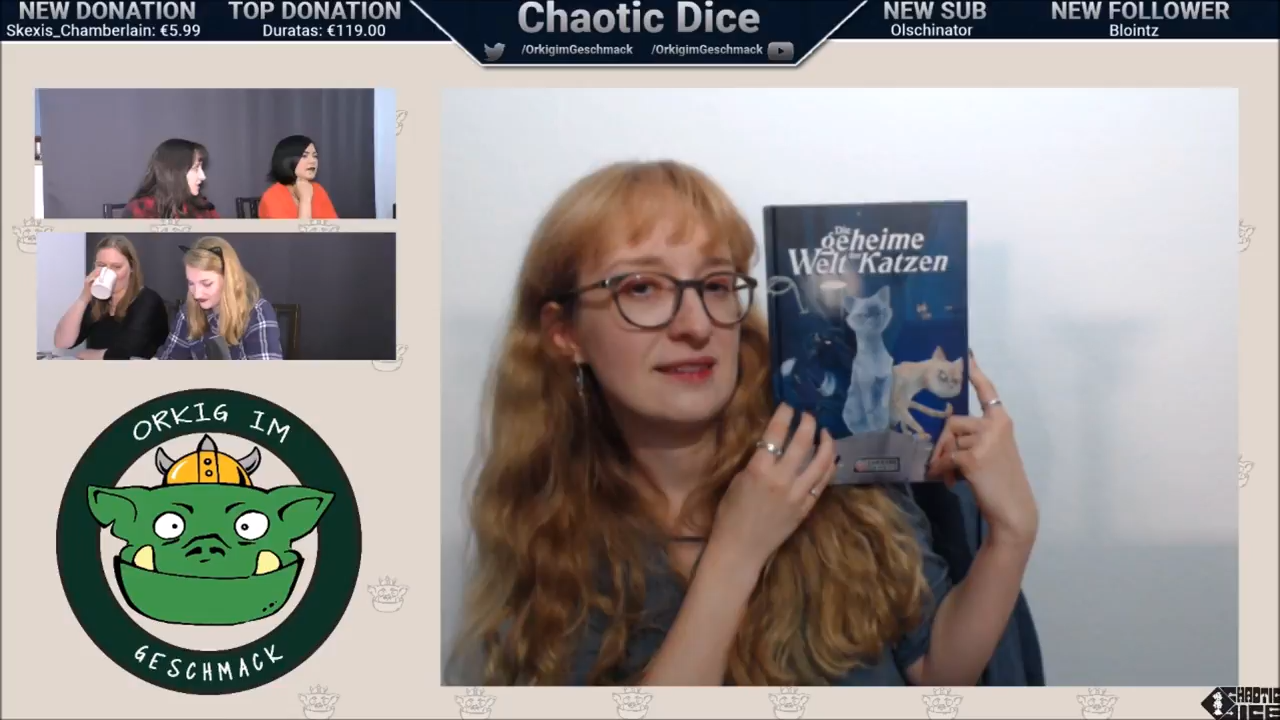 NEW DONATION
Skexis_Chamberlain: €5.99
TOP DONATION
Duratas: €119.00
Chaotic Dice
/OrkigimGeschmack
/OrkigimGeschmack
NEW SUB
Olschinator
NEW FOLLOWER
Blointz
Die
geheime
Welt der Katzen
ORKIG IM
GESCHMACK
CHAOTIC
DICE